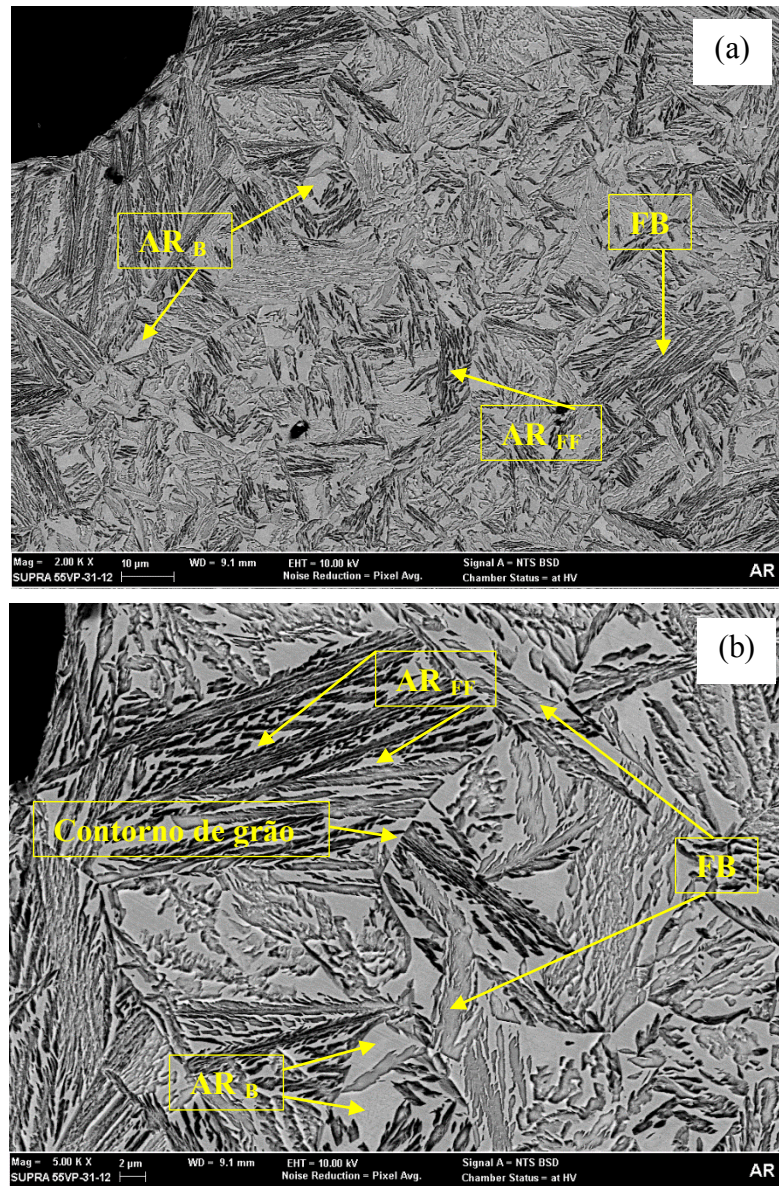 (a)
AR B
FB
AR FF
Mag = 2.00 K X 10 µm WD = 9.1 mm EHT = 10.00 kV Signal A = NTS BSD
SUPRA 55VP-31-12 Noise Reduction = Pixel Avg. Chamber Status = at HV AR
(b)
AR FF
Contorno de grão
FB
AR B
Mag = 5.00 K X 2 µm WD = 9.1 mm EHT = 10.00 kV Signal A = NTS BSD
SUPRA 55VP-31-12 Noise Reduction = Pixel Avg. Chamber Status = at HV AR